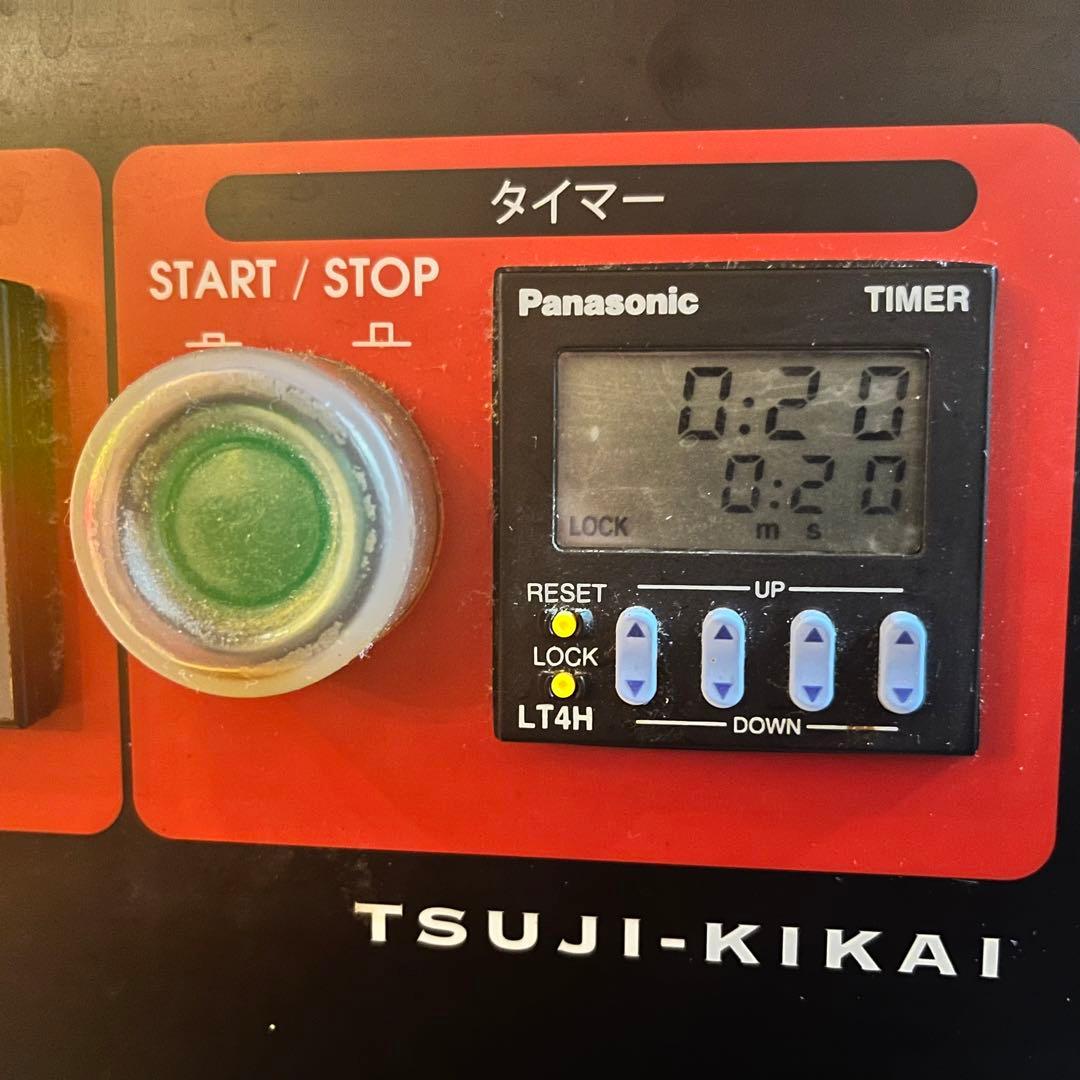 タイマー
START / STOP
Panasonic TIMER
0:20
0:20
LOCK m s
RESET
UP
LOCK
LT4H
DOWN
TSUJI-KIKAI